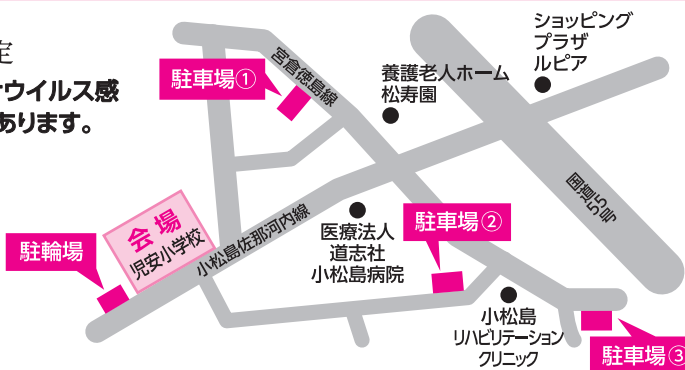 定
ナウイルス感
あります。
ショッピング
プラザ
ルピア
養護老人ホーム
松寿園
宮倉徳島線
駐車場①
国道55号
会場
児安小学校
小松島佐那河内線
駐輪場
医療法人
道志社
小松島病院
駐車場②
小松島
リハビリテーション
クリニック
駐車場③